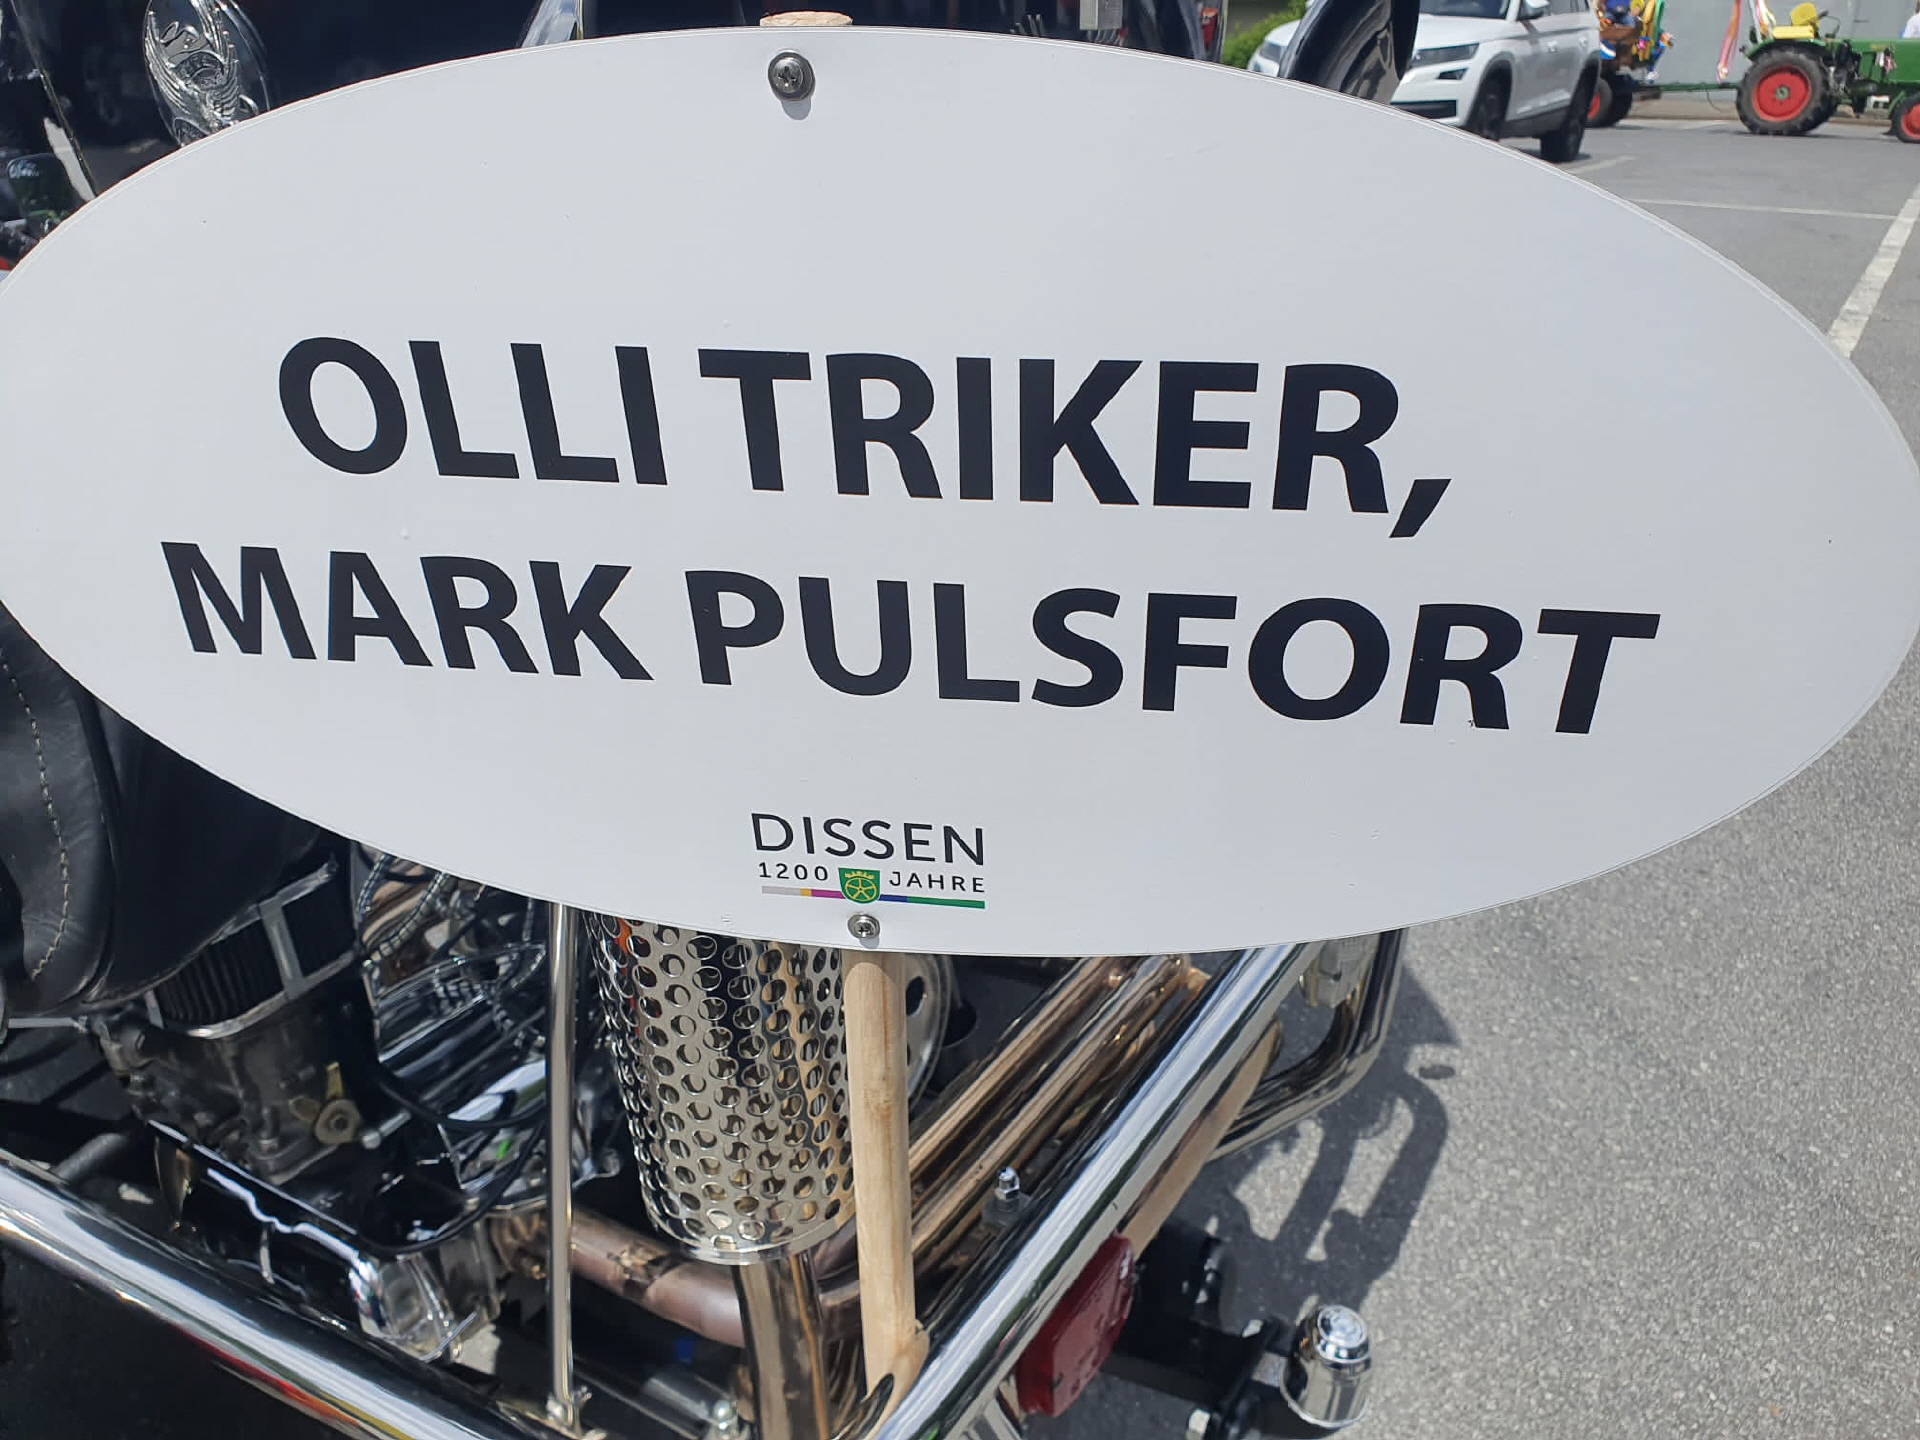 OLLI TRIKER,
MARK PULSFORT
DISSEN
1200 JAHRE